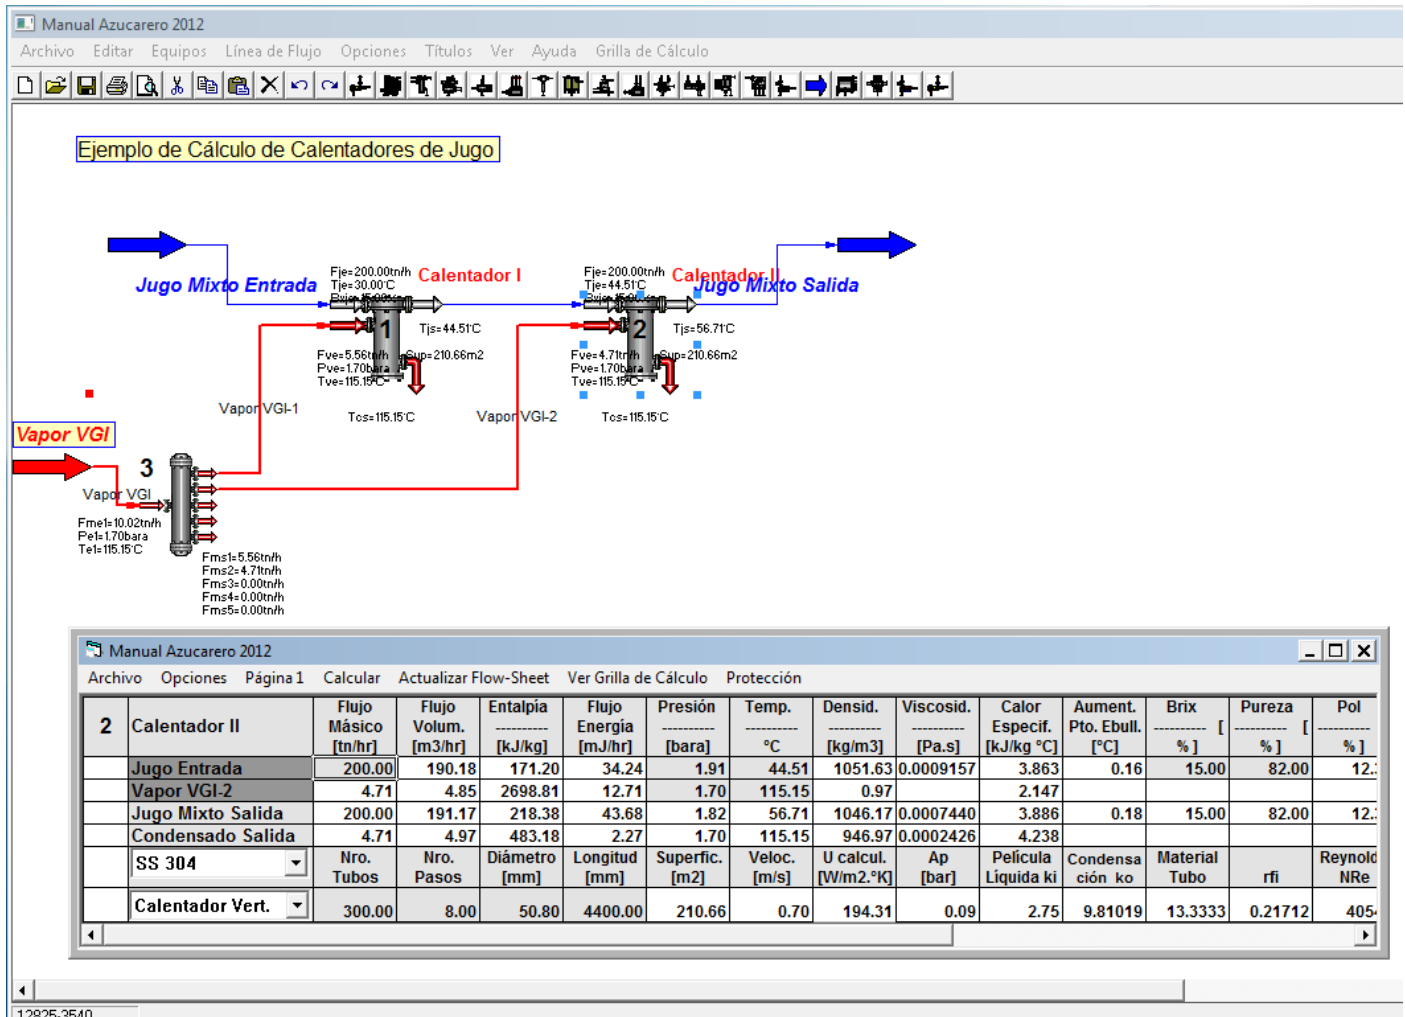 Manual Azucarero 2012
Archivo Editar Equipos Línea de Flujo Opciones Títulos Ver Ayuda Grilla de Cálculo
Ejemplo de Cálculo de Calentadores de Jugo
Jugo Mixto Entrada
Fje=200.00tn/h
Tje=30.00°C
Calentador I
1
Tjs=44.51°C
Fve=5.56tn/h
Pve=1.70bara
Tve=115.15°C
Sup=210.66m2
Tcs=115.15°C
Vapor VGI-1
Fje=200.00tn/h
Tje=44.51°C
Calentador II
Jugo Mixto Salida
2
Tjs=56.71°C
Fve=4.71tn/h
Pve=1.70bara
Tve=115.15°C
Sup=210.66m2
Tcs=115.15°C
Vapor VGI-2
Vapor VGI
3
Vapor VGI
Fme1=10.02tn/h
Pe1=1.70bara
Te1=115.15°C
Fms1=5.56tn/h
Fms2=4.71tn/h
Fms3=0.00tn/h
Fms4=0.00tn/h
Fms5=0.00tn/h
Manual Azucarero 2012
Archivo Opciones Página 1 Calcular Actualizar Flow-Sheet Ver Grilla de Cálculo Protección
2 Calentador II Flujo Másico [tn/hr] Flujo Volum. [m3/hr] Entalpía ---------- [kJ/kg] Flujo Energía [mJ/hr] Presión ---------- [bara] Temp. ---------- °C Densid. ---------- [kg/m3] Viscosid. ---------- [Pa.s] Calor Especif. [kJ/kg °C] Aument. Pto. Ebull. [°C] Brix ---------- [ % ] Pureza ---------- [ % ] Pol ---------- % ]
Jugo Entrada 200.00 190.18 171.20 34.24 1.91 44.51 1051.63 0.0009157 3.863 0.16 15.00 82.00 12.
Vapor VGI-2 4.71 4.85 2698.81 12.71 1.70 115.15 0.97 2.147
Jugo Mixto Salida 200.00 191.17 218.38 43.68 1.82 56.71 1046.17 0.0007440 3.886 0.18 15.00 82.00 12.
Condensado Salida 4.71 4.97 483.18 2.27 1.70 115.15 946.97 0.0002426 4.238
SS 304 Nro. Tubos Nro. Pasos Diámetro [mm] Longitud [mm] Superfic. [m2] Veloc. [m/s] U calcul. [W/m2.°K] Ap [bar] Película Líquida ki Condensa ción ko Material Tubo rfi Reynold NRe
Calentador Vert. 300.00 8.00 50.80 4400.00 210.66 0.70 194.31 0.09 2.75 9.81019 13.3333 0.21712 405
12825-3540